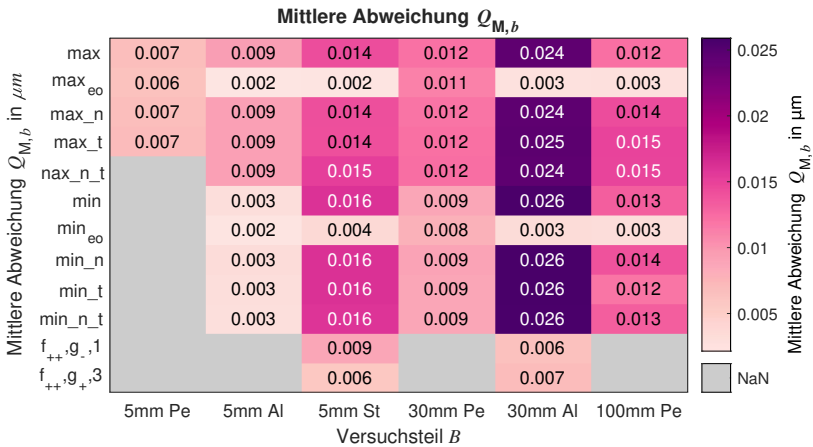 Mittlere Abweichung Q_M,b
max 0.007 0.009 0.014 0.012 0.024 0.012
max_eo 0.006 0.002 0.002 0.011 0.003 0.003
max_n 0.007 0.009 0.014 0.012 0.024 0.014
max_t 0.007 0.009 0.014 0.012 0.025 0.015
nax_n_t 0.009 0.015 0.012 0.024 0.015
min 0.003 0.016 0.009 0.026 0.013
min_eo 0.002 0.004 0.008 0.003 0.003
min_n 0.003 0.016 0.009 0.026 0.014
min_t 0.003 0.016 0.009 0.026 0.012
min_n_t 0.003 0.016 0.009 0.026 0.013
f_++,g_-,1 0.009 0.006
f_++,g_+,3 0.006 0.007
5mm Pe 5mm Al 5mm St 30mm Pe 30mm Al 100mm Pe
Versuchsteil B
Mittlere Abweichung Q_M,b in μm
0.025
0.02
0.015
0.01
0.005
NaN
Mittlere Abweichung Q_M,b in μm